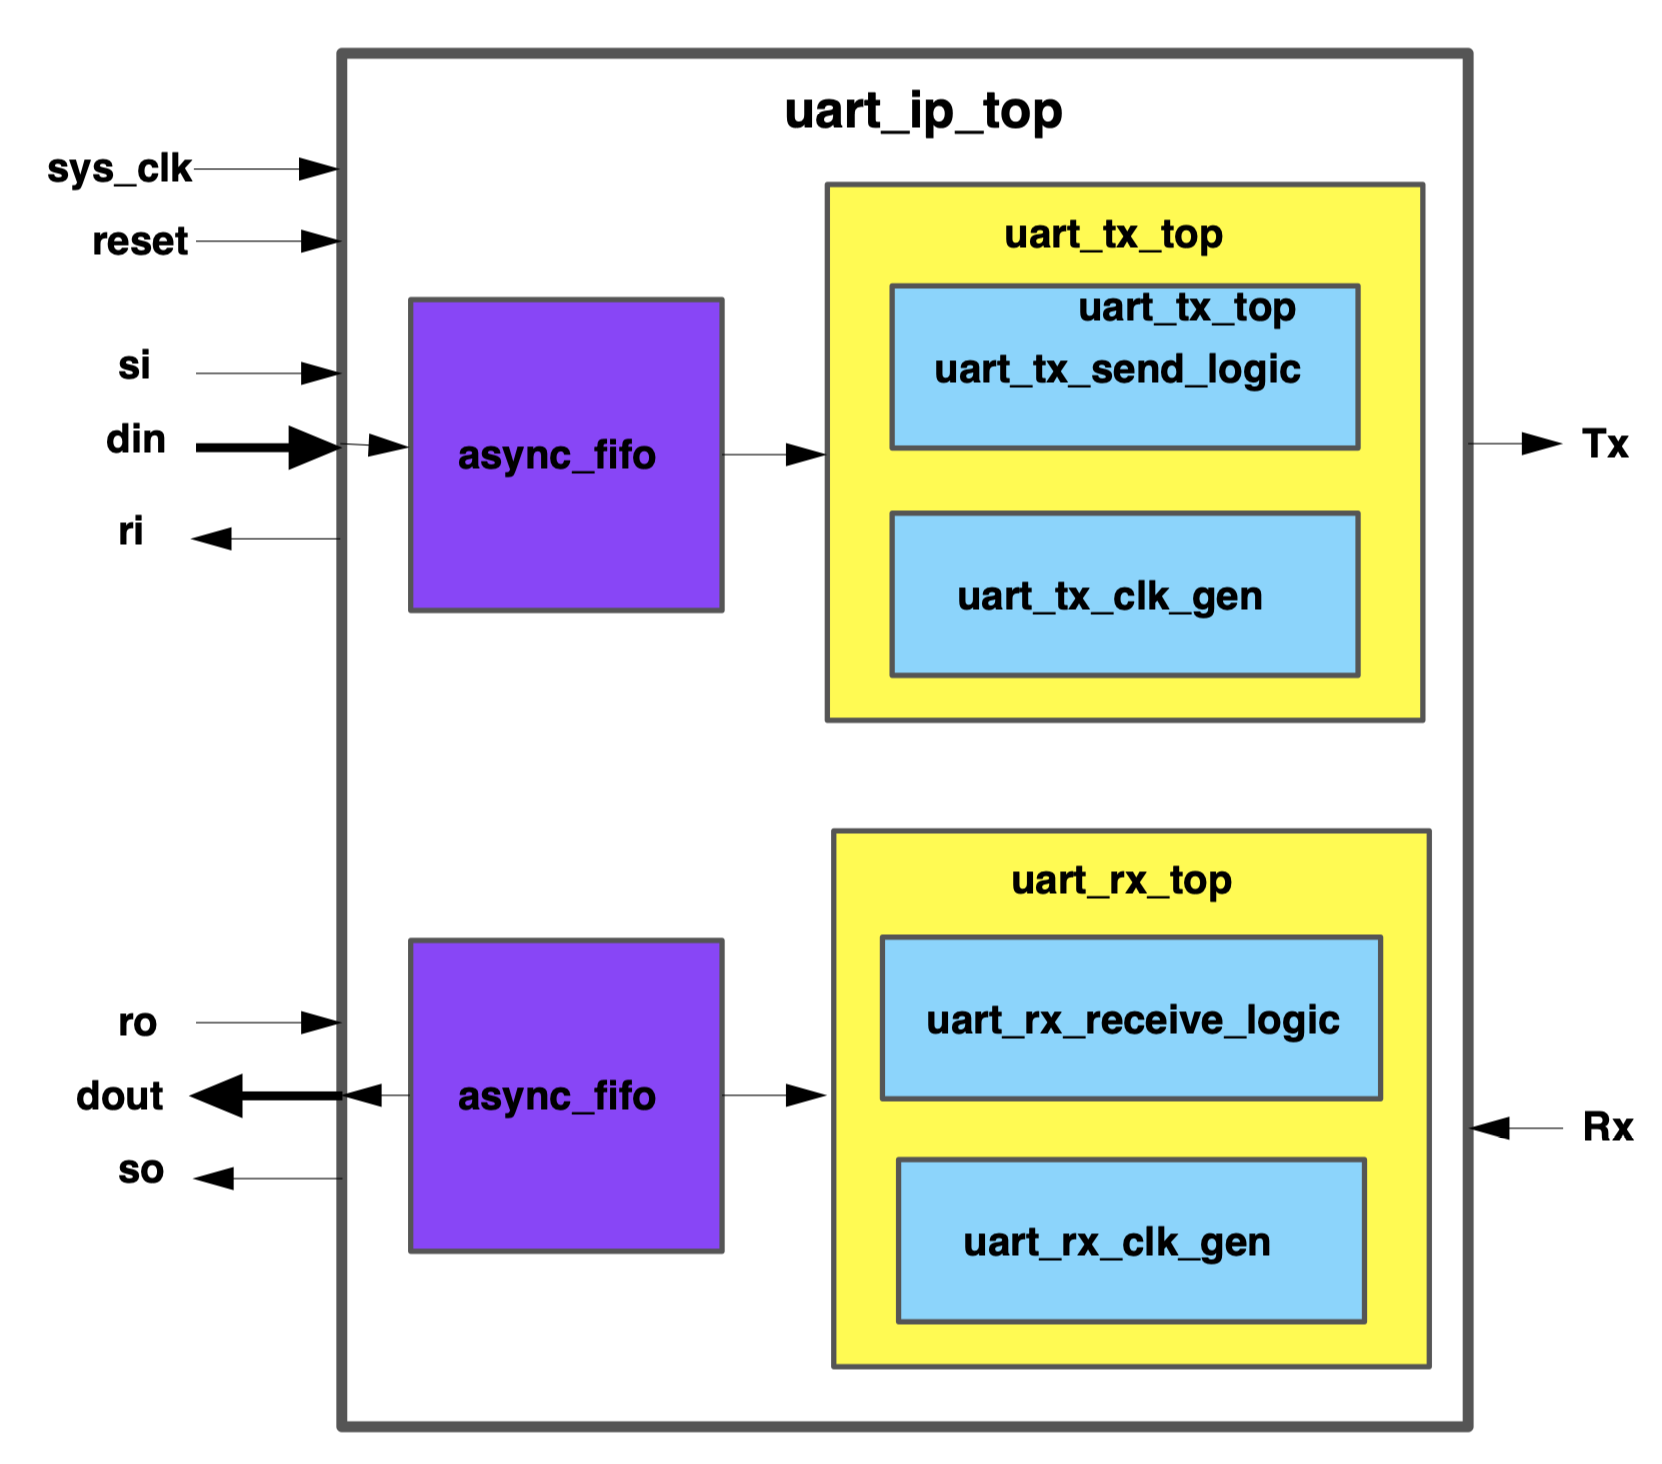 uart_ip_top
sys_clk
reset
si
din
ri
async_fifo
uart_tx_top
uart_tx_top
uart_tx_send_logic
uart_tx_clk_gen
Tx
ro
dout
so
async_fifo
uart_rx_top
uart_rx_receive_logic
uart_rx_clk_gen
Rx